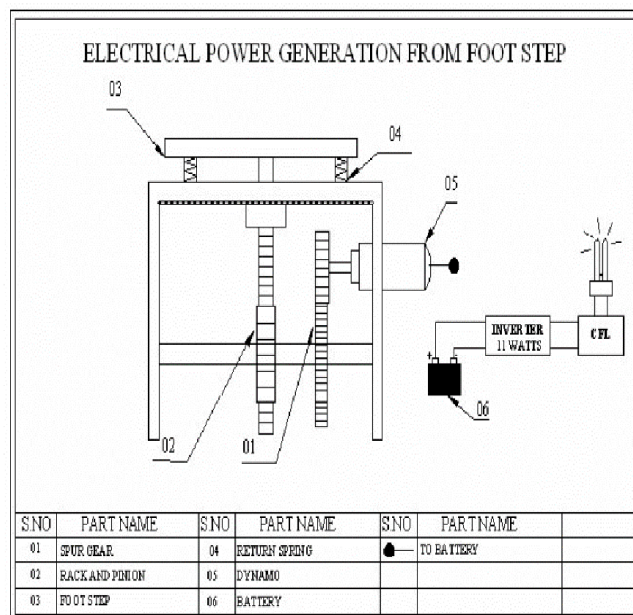 ELECTRICAL POWER GENERATION FROM FOOT STEP
03
04
05
INVERTER
11 WATTS
CFL
+ -
06
02
01
S.NO PART NAME S.NO PART NAME S.NO PART NAME
01 SPUR GEAR 04 RETURN SPRING TO BATTERY
02 RACK AND PINION 05 DYNAMO
03 FOOT STEP 06 BATTERY